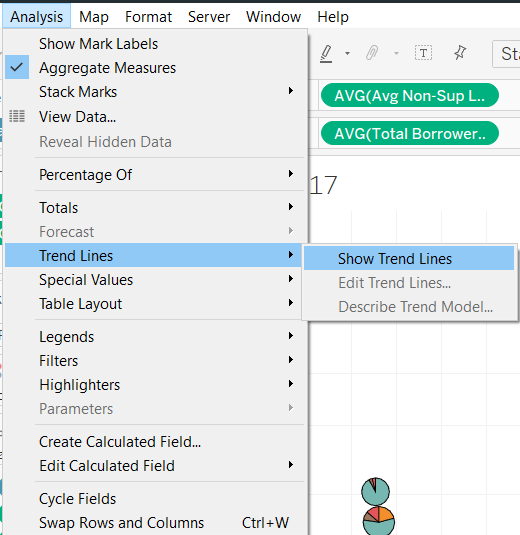 Analysis Map Format Server Window Help
Show Mark Labels
Aggregate Measures
Stack Marks
View Data...
Reveal Hidden Data
Percentage Of
Totals
Forecast
Trend Lines
Special Values
Table Layout
Legends
Filters
Highlighters
Parameters
Create Calculated Field...
Edit Calculated Field
Cycle Fields
Swap Rows and Columns Ctrl+W
Show Trend Lines
Edit Trend Lines...
Describe Trend Model...
T
Sta
AVG(Avg Non-Sup L..
AVG(Total Borrower..
17